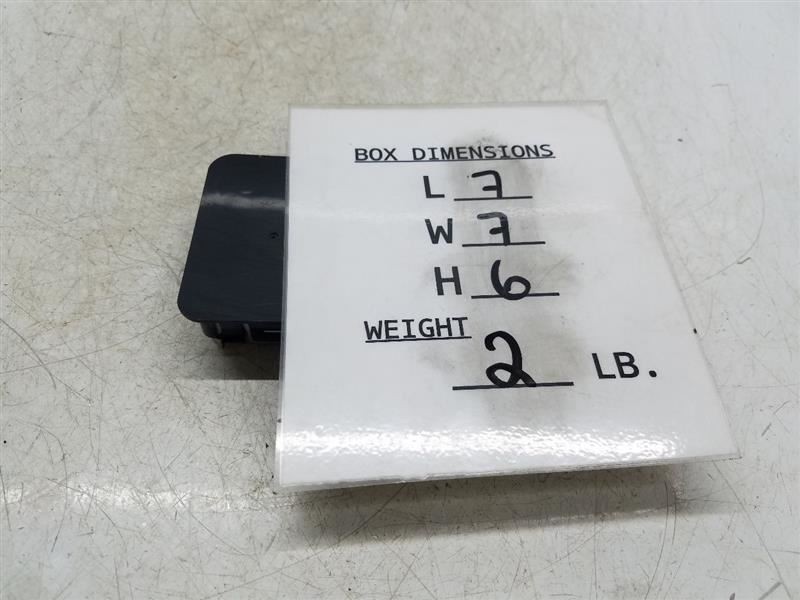 BOX DIMENSIONS
L 7
W 7
H 6
WEIGHT
2 LB.